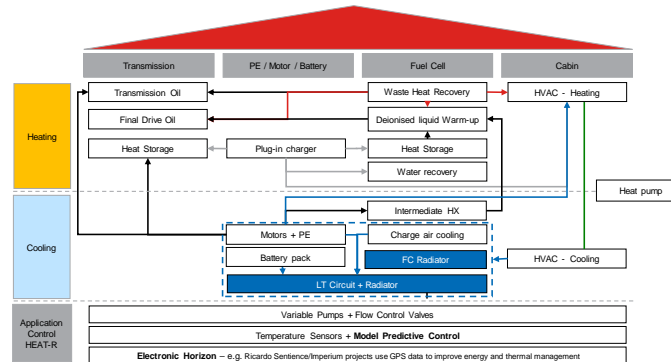 Transmission
PE / Motor / Battery
Fuel Cell
Cabin
Heating
Transmission Oil
Waste Heat Recovery
HVAC - Heating
Final Drive Oil
Deionised liquid Warm-up
Heat Storage
Plug-in charger
Heat Storage
Water recovery
Heat pump
Cooling
Intermediate HX
Motors + PE
Charge air cooling
Battery pack
FC Radiator
HVAC - Cooling
LT Circuit + Radiator
Application
Control
HEAT-R
Variable Pumps + Flow Control Valves
Temperature Sensors + Model Predictive Control
Electronic Horizon – e.g. Ricardo Sentience/Imperium projects use GPS data to improve energy and thermal management